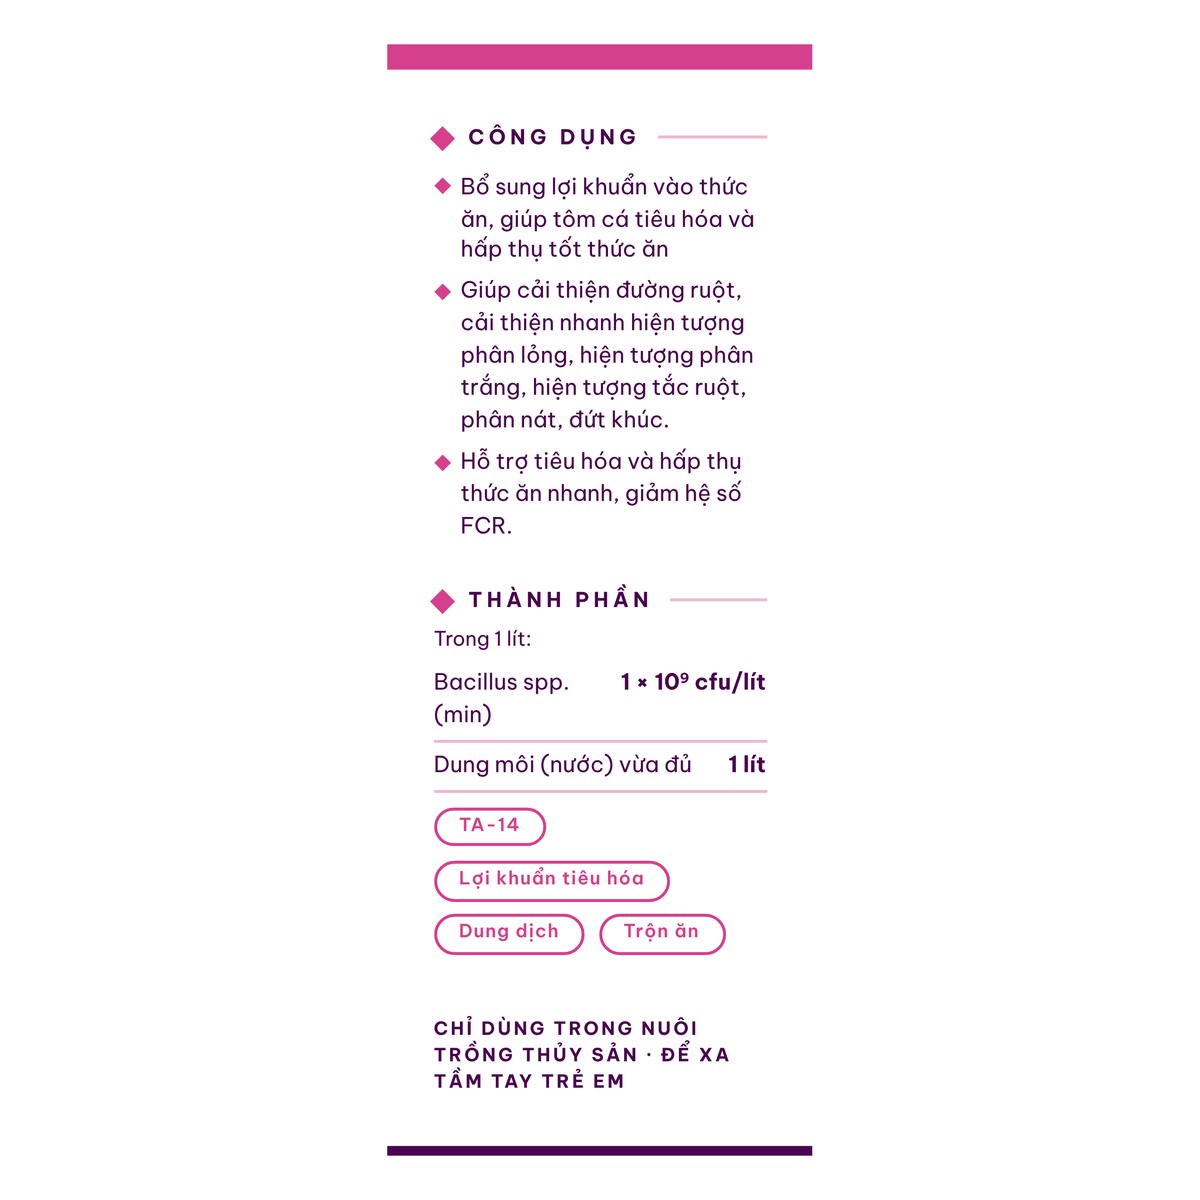 CÔNG DỤNG
Bổ sung lợi khuẩn vào thức
ăn, giúp tôm cá tiêu hóa và
hấp thụ tốt thức ăn
Giúp cải thiện đường ruột,
cải thiện nhanh hiện tượng
phân lỏng, hiện tượng phân
trắng, hiện tượng tắc ruột,
phân nát, đứt khúc.
Hỗ trợ tiêu hóa và hấp thụ
thức ăn nhanh, giảm hệ số
FCR.
THÀNH PHẦN
Trong 1 lít:
Bacillus spp. 1 × 10⁹ cfu/lít
(min)
Dung môi (nước) vừa đủ 1 lít
TA-14
Lợi khuẩn tiêu hóa
Dung dịch Trộn ăn
CHỈ DÙNG TRONG NUÔI
TRỒNG THỦY SẢN · ĐỂ XA
TẦM TAY TRẺ EM